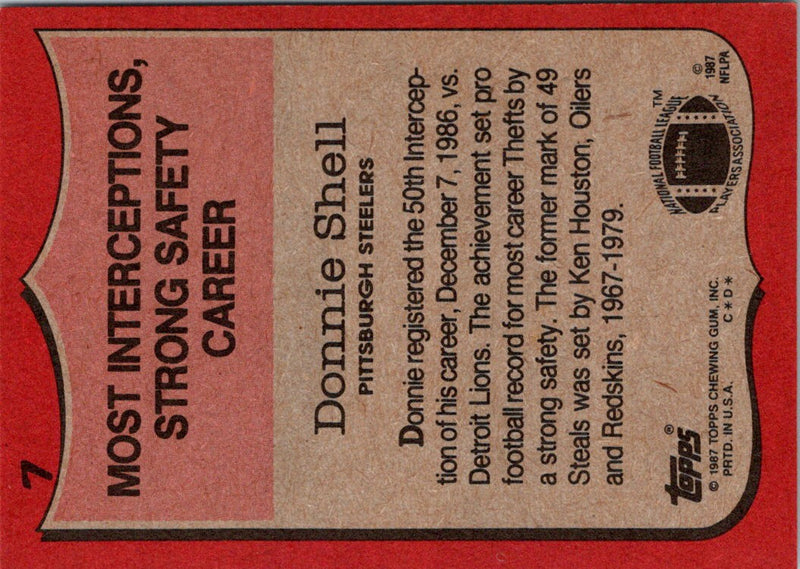 7
MOST INTERCEPTIONS,
STRONG SAFETY
CAREER
Donnie Shell
PITTSBURGH STEELERS
Donnie registered the 50th Intercep-
tion of his career, December 7, 1986, vs.
Detroit Lions. The achievement set pro
football record for most career Thefts by
a strong safety. The former mark of 49
Steals was set by Ken Houston, Oilers
and Redskins, 1967-1979.
TOPPS®
© 1987 TOPPS CHEWING GUM, INC.
PRTD. IN U.S.A. C*D*
NATIONAL FOOTBALL LEAGUE™
PLAYERS ASSOCIATION
©
1987
NFLPA